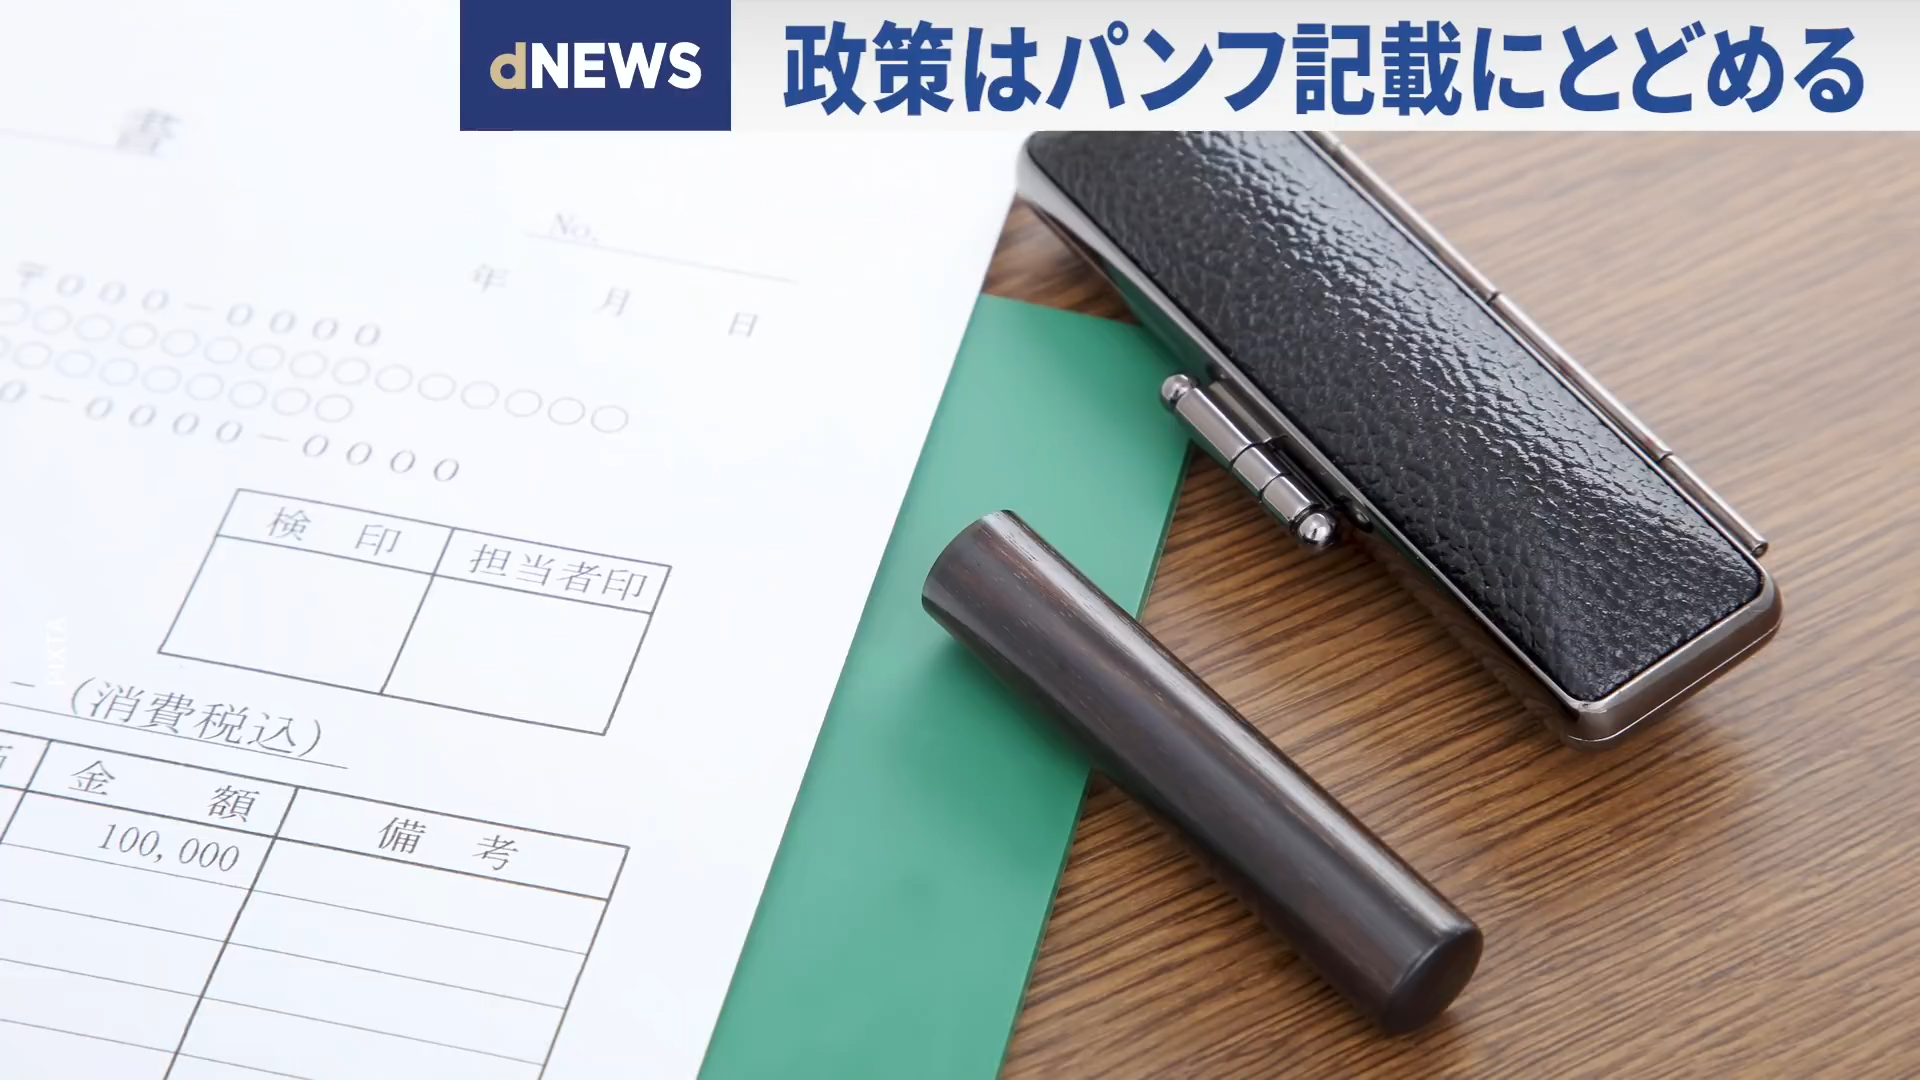 dNEWS
政策はパンフ記載にとどめる
書
No.
年 月 日
〒000-0000
○○○○○○○○○○○○○○○
○○○○○○○○○
0-0000-0000
検 印
担当者印
PIXTA
- (消費税込)
金 額
備 考
100,000